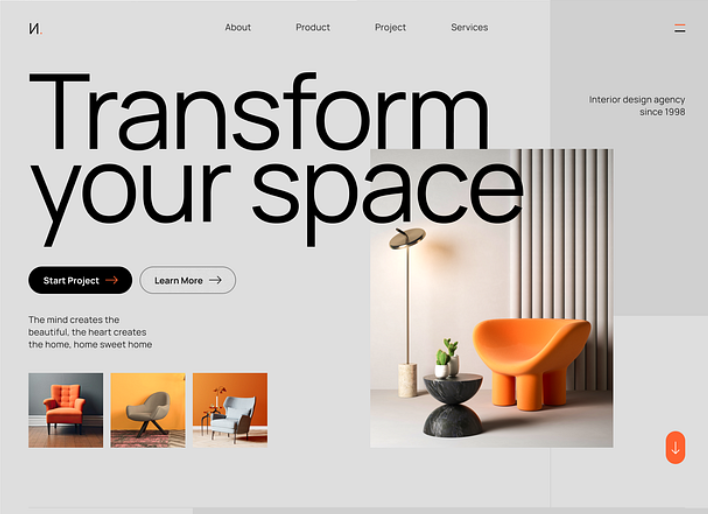 И.
About
Product
Project
Services
Interior design agency
since 1998
Transform
your space
Start Project
Learn More
The mind creates the
beautiful, the heart creates
the home, home sweet home